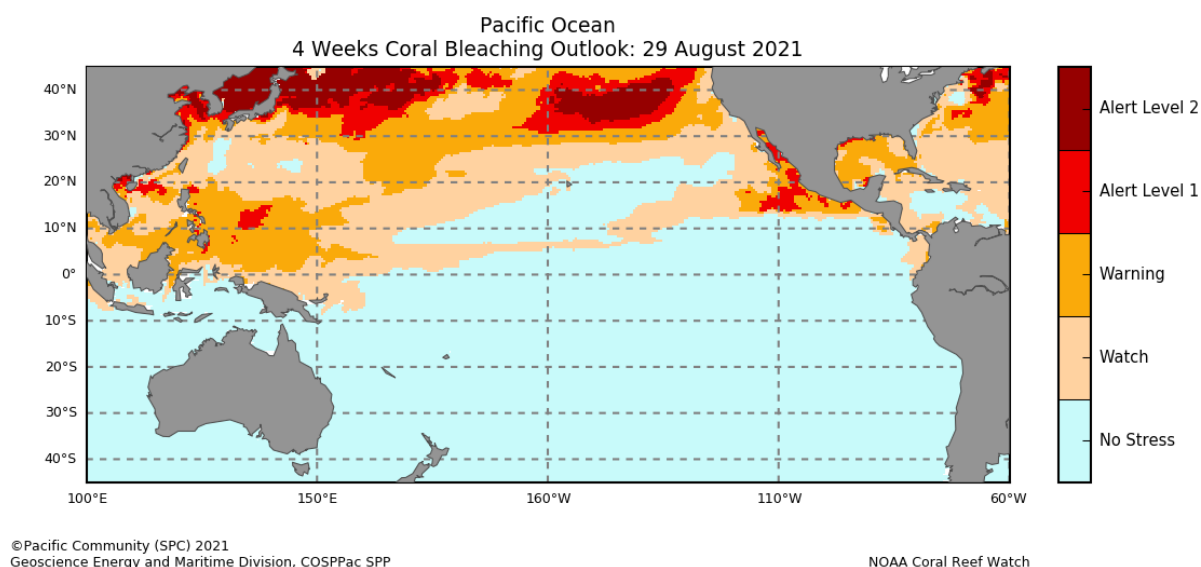 Pacific Ocean
4 Weeks Coral Bleaching Outlook: 29 August 2021
40°N
30°N
20°N
10°N
0°
10°S
20°S
30°S
40°S
100°E
150°E
160°W
110°W
60°W
Alert Level 2
Alert Level 1
Warning
Watch
No Stress
©Pacific Community (SPC) 2021
Geoscience Energy and Maritime Division, COSPPac SPP
NOAA Coral Reef Watch